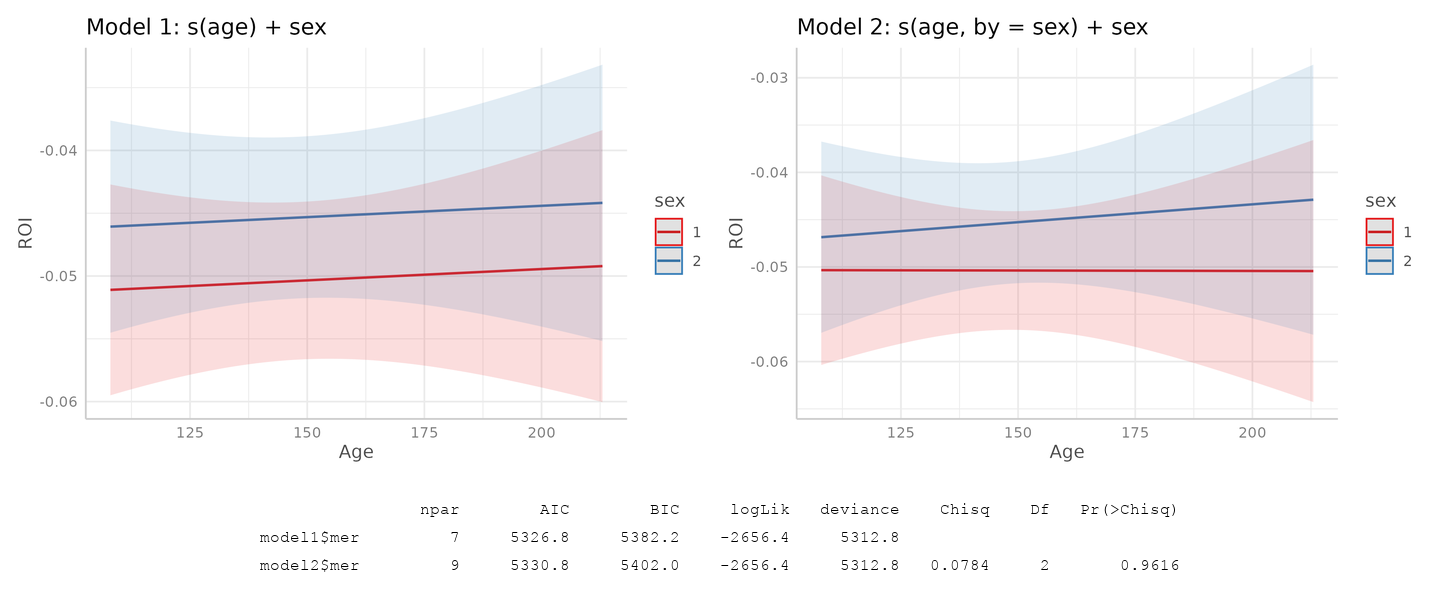 Model 1: s(age) + sex
-0.04
-0.05
-0.06
ROI
125 150 175 200
Age
sex
1
2
Model 2: s(age, by = sex) + sex
-0.03
-0.04
-0.05
-0.06
ROI
125 150 175 200
Age
sex
1
2
npar AIC BIC logLik deviance Chisq Df Pr(>Chisq)
model1$mer 7 5326.8 5382.2 -2656.4 5312.8
model2$mer 9 5330.8 5402.0 -2656.4 5312.8 0.0784 2 0.9616